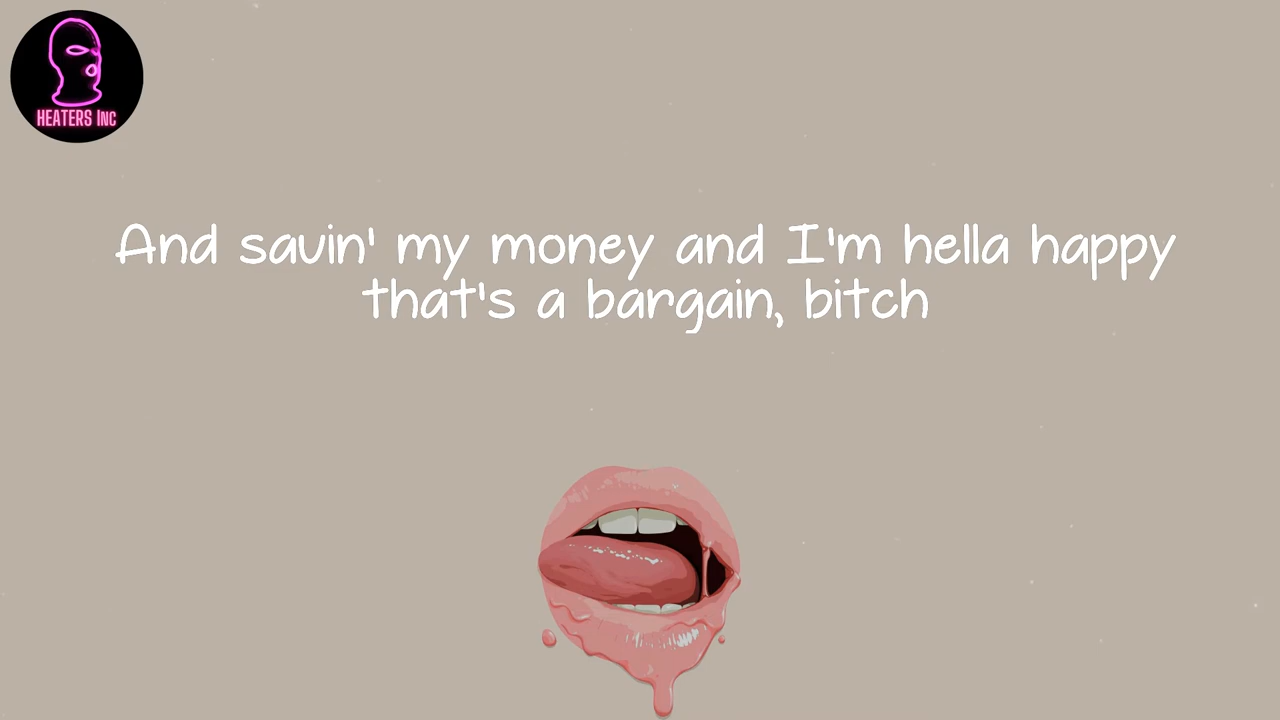 HEATERS Inc
And savin' my money and I'm hella happy
that's a bargain, bitch